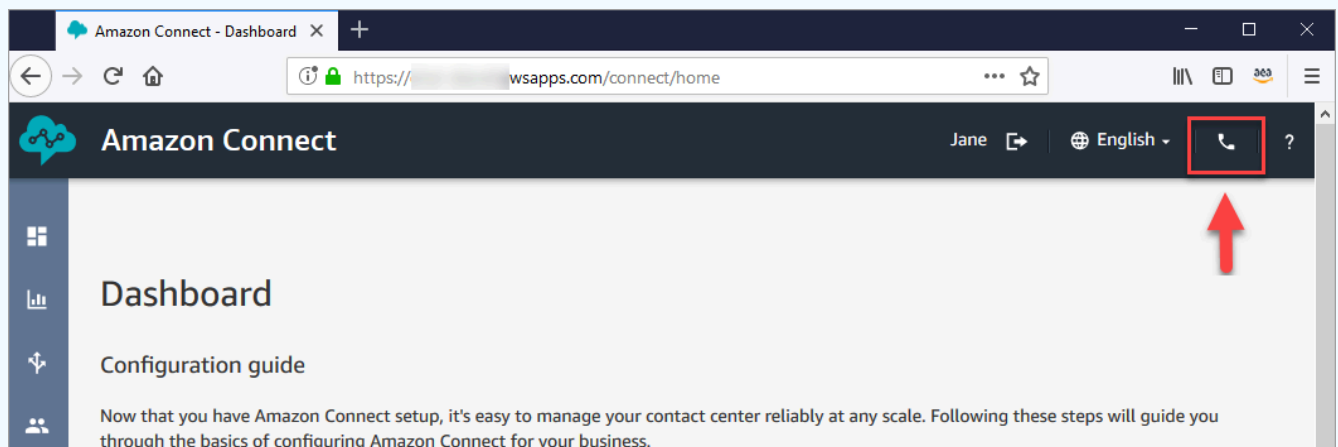 Amazon Connect - Dashboard
https:// wsapps.com/connect/home
Amazon Connect
Jane
English
?
Dashboard
Configuration guide
Now that you have Amazon Connect setup, it's easy to manage your contact center reliably at any scale. Following these steps will guide you
through the basics of configuring Amazon Connect for your business.